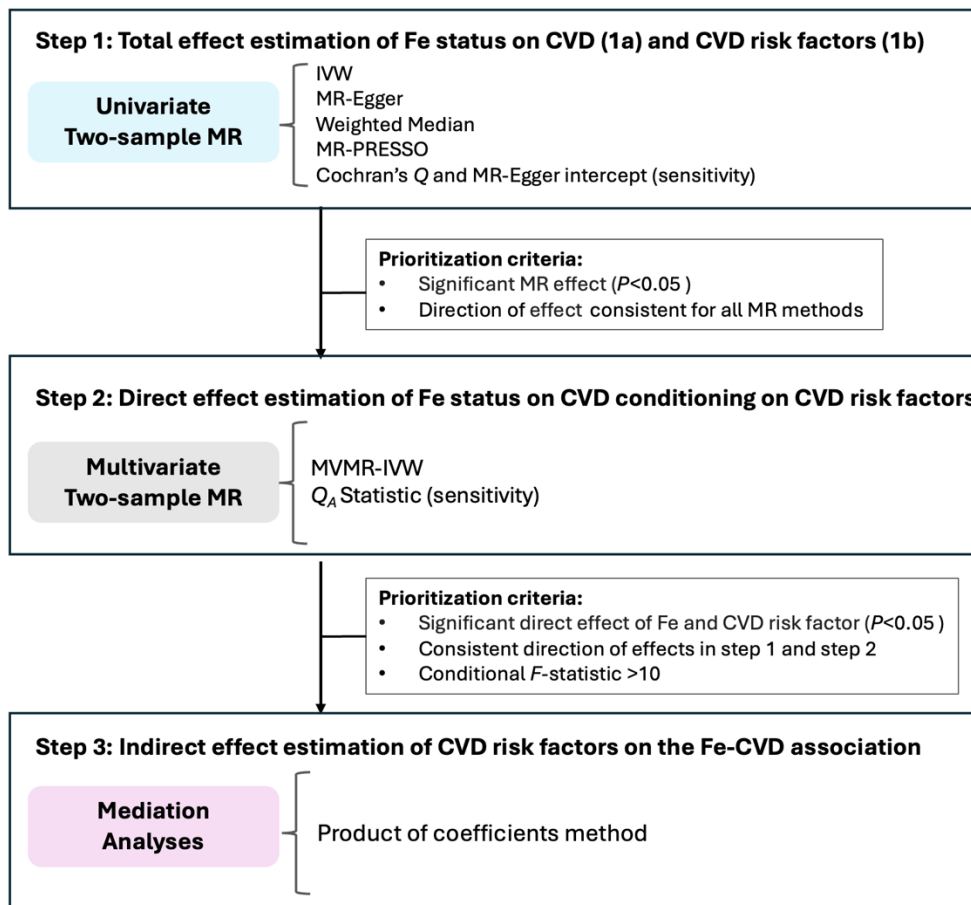 Step 1: Total effect estimation of Fe status on CVD (1a) and CVD risk factors (1b)
Univariate
Two-sample MR
IVW
MR-Egger
Weighted Median
MR-PRESSO
Cochran's Q and MR-Egger intercept (sensitivity)
Prioritization criteria:
• Significant MR effect (P<0.05 )
• Direction of effect consistent for all MR methods
Step 2: Direct effect estimation of Fe status on CVD conditioning on CVD risk factors
Multivariate
Two-sample MR
MVMR-IVW
Q_A Statistic (sensitivity)
Prioritization criteria:
• Significant direct effect of Fe and CVD risk factor (P<0.05 )
• Consistent direction of effects in step 1 and step 2
• Conditional F-statistic >10
Step 3: Indirect effect estimation of CVD risk factors on the Fe-CVD association
Mediation
Analyses
Product of coefficients method